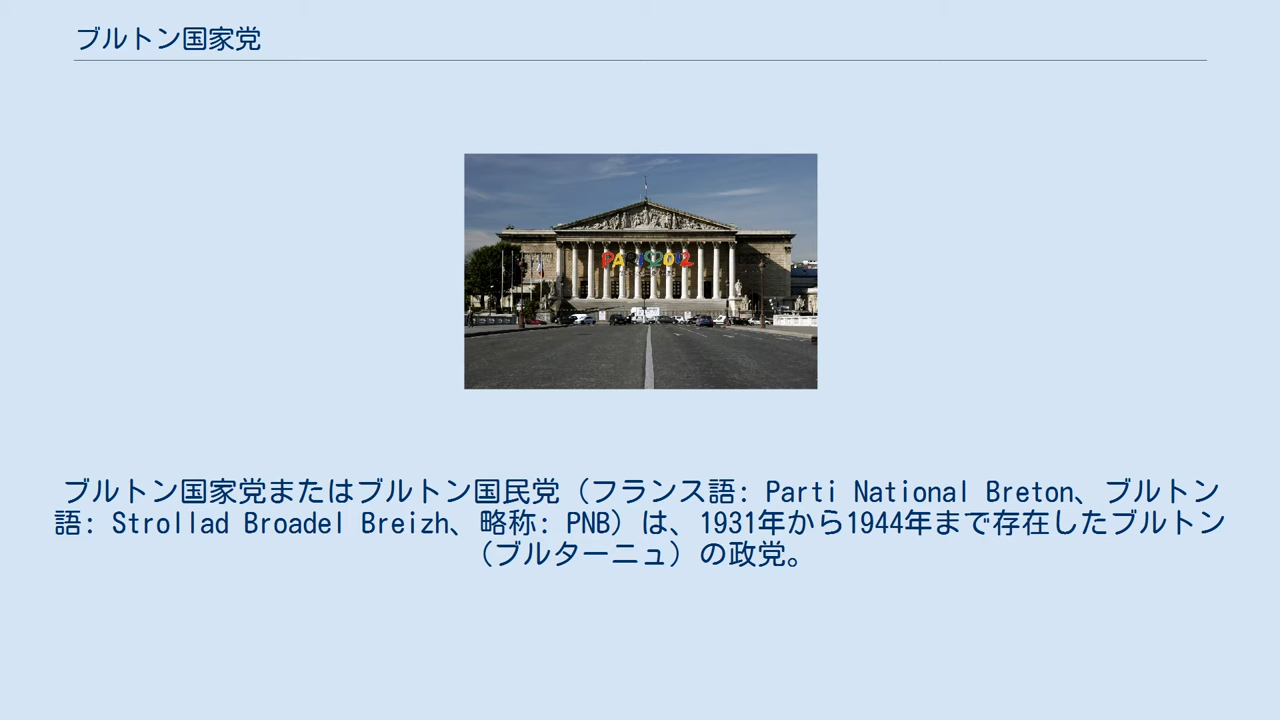 ブルトン国家党
PARI 2012
ブルトン国家党またはブルトン国民党（フランス語: Parti National Breton、ブルトン
語: Strollad Broadel Breizh、略称: PNB）は、1931年から1944年まで存在したブルトン
（ブルターニュ）の政党。